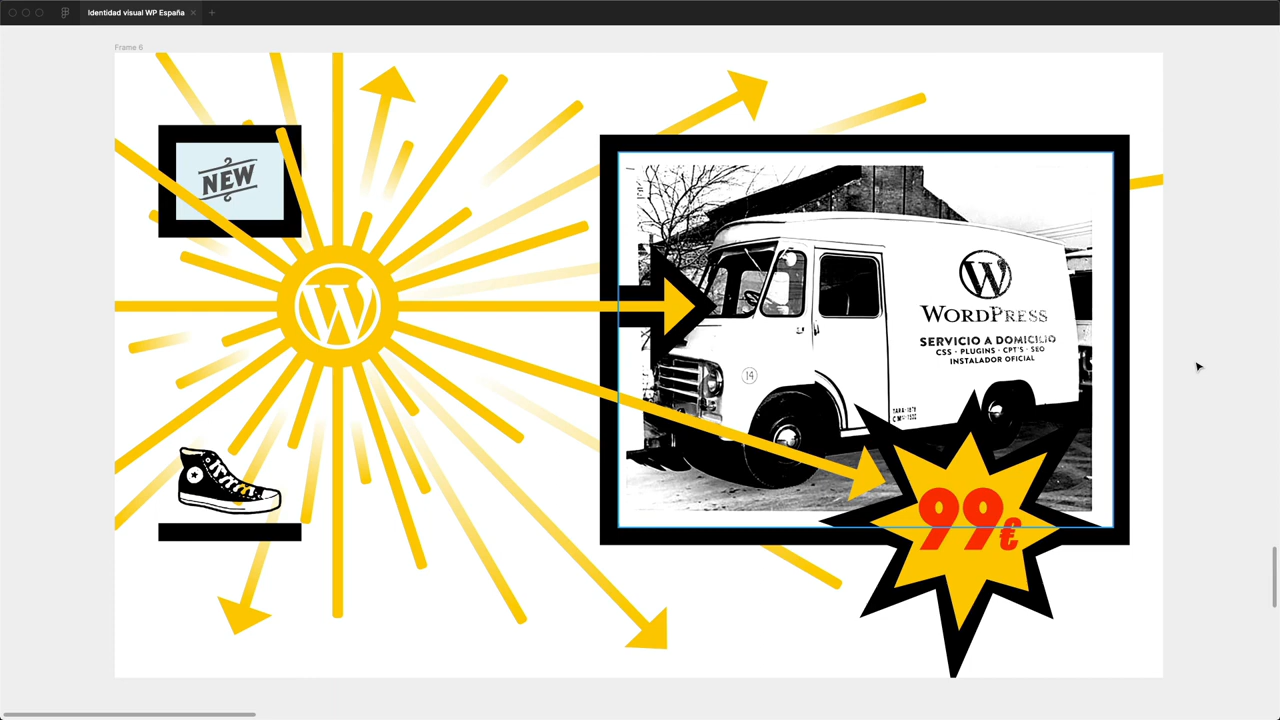 Identidad visual WP España
Frame 6
NEW
14
WORDPRESS
SERVICIO A DOMICILIO
CSS · PLUGINS · CPT'S · SEO
INSTALADOR OFICIAL
99€